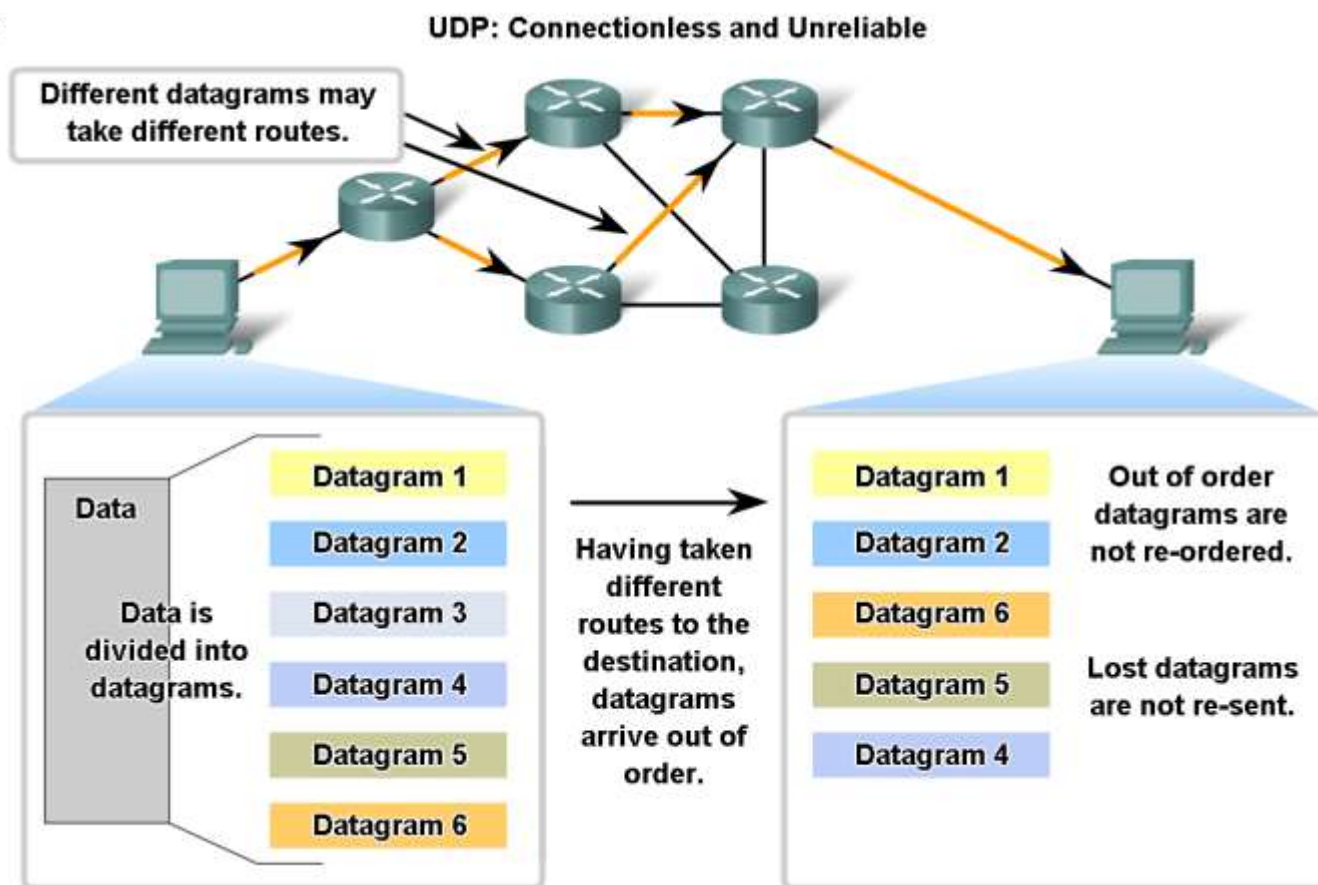 UDP: Connectionless and Unreliable
Different datagrams may
take different routes.
Data
Data is
divided into
datagrams.
Datagram 1
Datagram 2
Datagram 3
Datagram 4
Datagram 5
Datagram 6
Having taken
different
routes to the
destination,
datagrams
arrive out of
order.
Datagram 1
Datagram 2
Datagram 6
Datagram 5
Datagram 4
Out of order
datagrams are
not re-ordered.
Lost datagrams
are not re-sent.